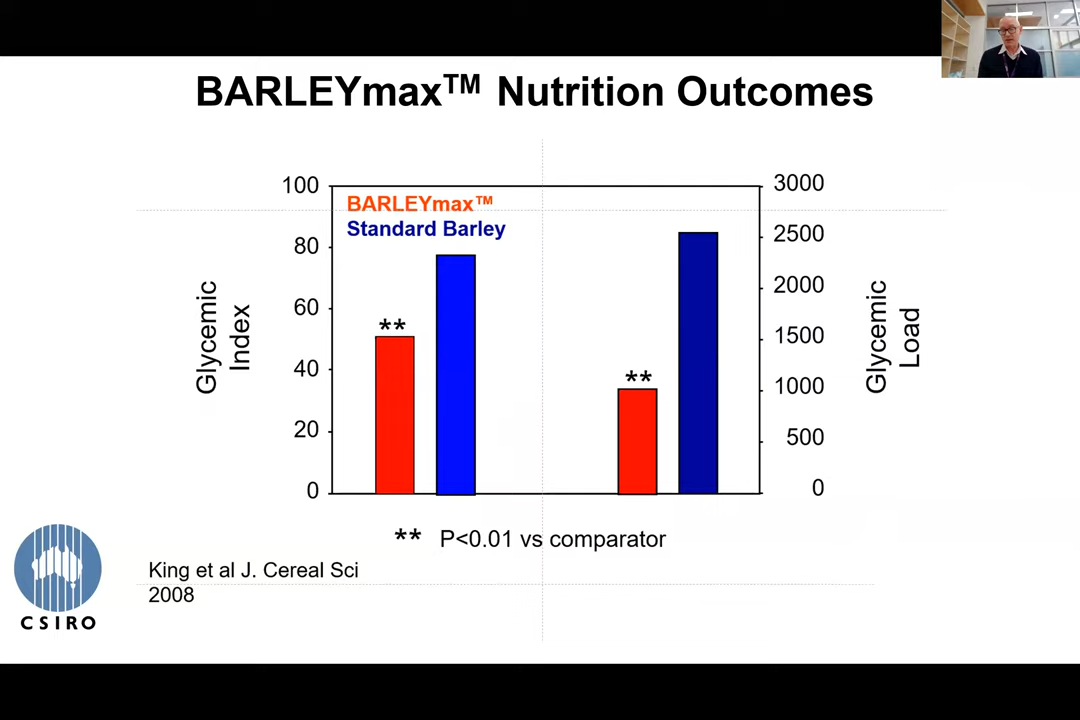 BARLEYmax™ Nutrition Outcomes
100
80
60
40
20
0
Glycemic
Index
BARLEYmax™
Standard Barley
**
**
3000
2500
2000
1500
1000
500
0
Glycemic
Load
** P<0.01 vs comparator
King et al J. Cereal Sci
2008
CSIRO